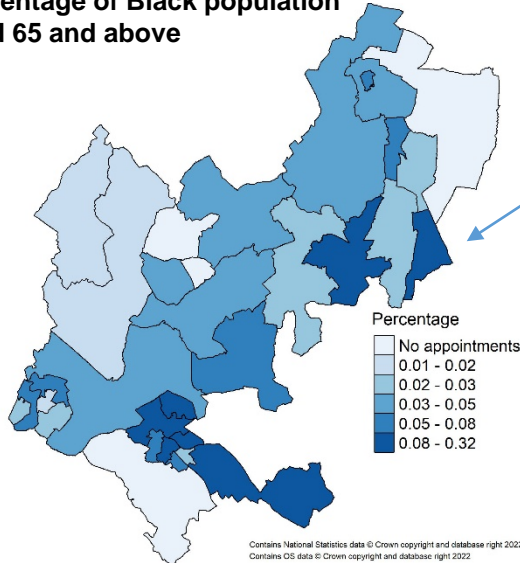 of Black population
65 and above
Percentage
No appointments
0.01 - 0.02
0.02 - 0.03
0.03 - 0.05
0.05 - 0.08
0.08 - 0.32
Contains National Statistics data © Crown copyright and database right
Contains OS data © Crown copyright and database right 2022